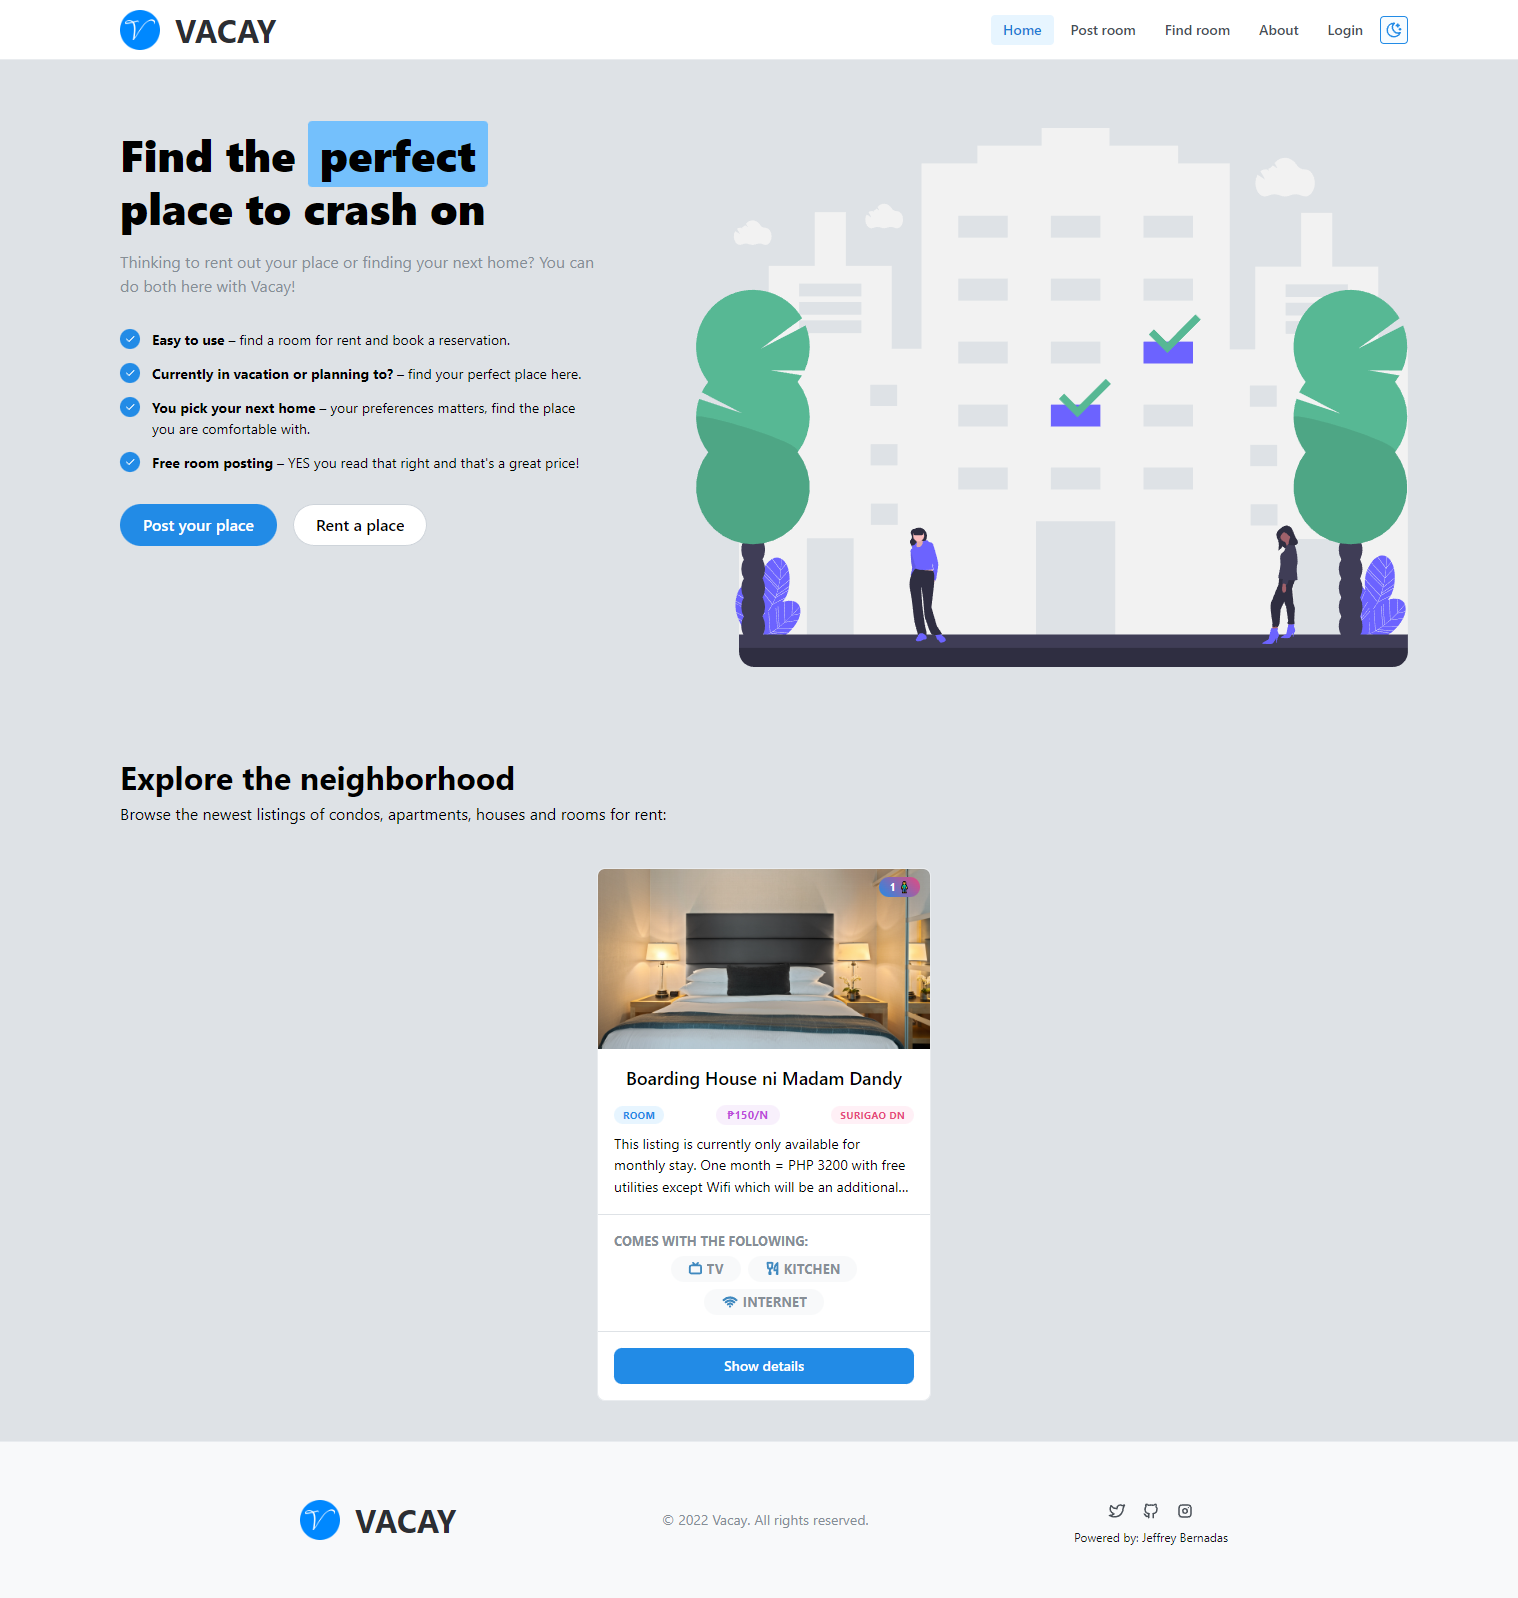 VACAY
Home
Post room
Find room
About
Login
Find the perfect
place to crash on
Thinking to rent out your place or finding your next home? You can
do both here with Vacay!
Easy to use – find a room for rent and book a reservation.
Currently in vacation or planning to? – find your perfect place here.
You pick your next home – your preferences matters, find the place
you are comfortable with.
Free room posting – YES you read that right and that's a great price!
Post your place
Rent a place
Explore the neighborhood
Browse the newest listings of condos, apartments, houses and rooms for rent:
1
Boarding House ni Madam Dandy
ROOM
₱150/N
SURIGAO DN
This listing is currently only available for
monthly stay. One month = PHP 3200 with free
utilities except Wifi which will be an additional...
COMES WITH THE FOLLOWING:
TV
KITCHEN
INTERNET
Show details
VACAY
© 2022 Vacay. All rights reserved.
Powered by: Jeffrey Bernadas